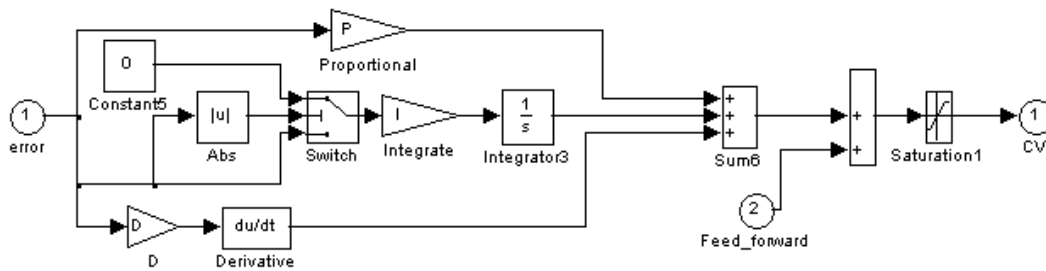 P
Proportional
0
Constant5
1
error
|u|
Abs
Switch
I
Integrate
1
s
Integrator3
+
+
+
Sum6
+
+
Saturation1
1
CV
2
Feed_forward
D
D
du/dt
Derivative